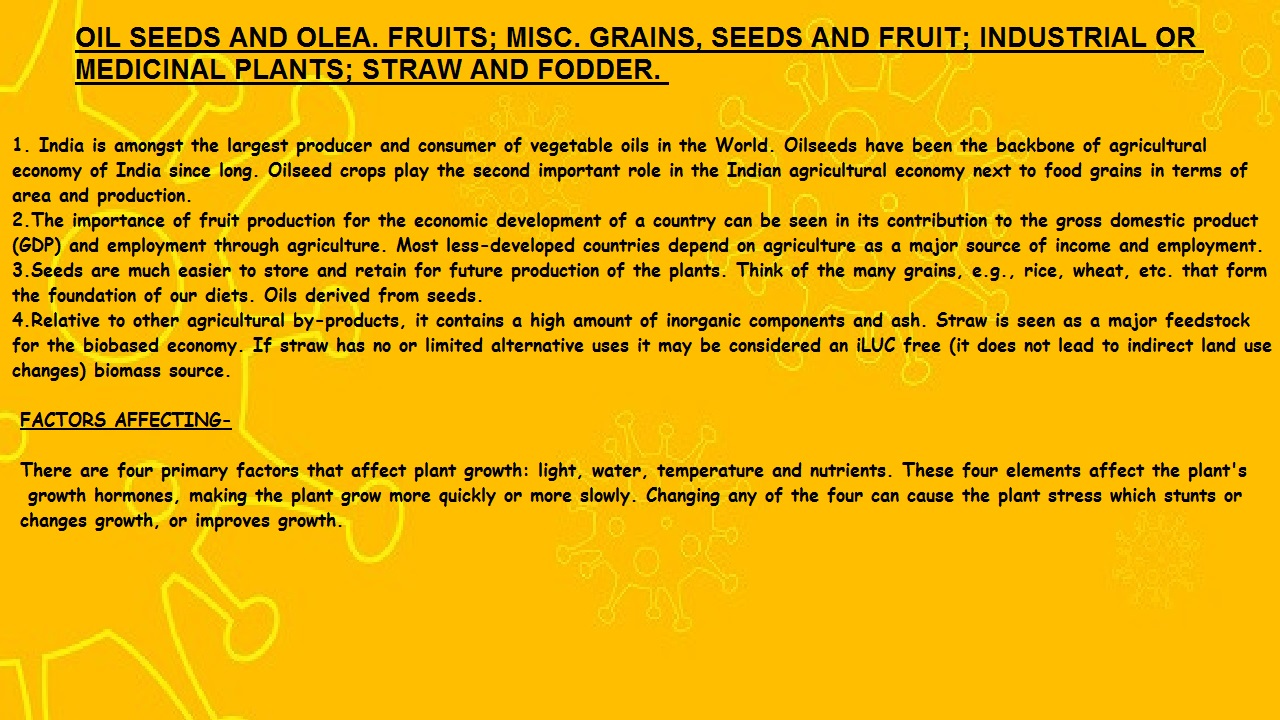 OIL SEEDS AND OLEA. FRUITS; MISC. GRAINS, SEEDS AND FRUIT; INDUSTRIAL OR
MEDICINAL PLANTS; STRAW AND FODDER.
1. India is amongst the largest producer and consumer of vegetable oils in the World. Oilseeds have been the backbone of agricultural
economy of India since long. Oilseed crops play the second important role in the Indian agricultural economy next to food grains in terms of
area and production.
2.The importance of fruit production for the economic development of a country can be seen in its contribution to the gross domestic product
(GDP) and employment through agriculture. Most less-developed countries depend on agriculture as a major source of income and employment.
3.Seeds are much easier to store and retain for future production of the plants. Think of the many grains, e.g., rice, wheat, etc. that form
the foundation of our diets. Oils derived from seeds.
4.Relative to other agricultural by-products, it contains a high amount of inorganic components and ash. Straw is seen as a major feedstock
for the biobased economy. If straw has no or limited alternative uses it may be considered an iLUC free (it does not lead to indirect land use
changes) biomass source.
FACTORS AFFECTING-
There are four primary factors that affect plant growth: light, water, temperature and nutrients. These four elements affect the plant's
growth hormones, making the plant grow more quickly or more slowly. Changing any of the four can cause the plant stress which stunts or
changes growth, or improves growth.